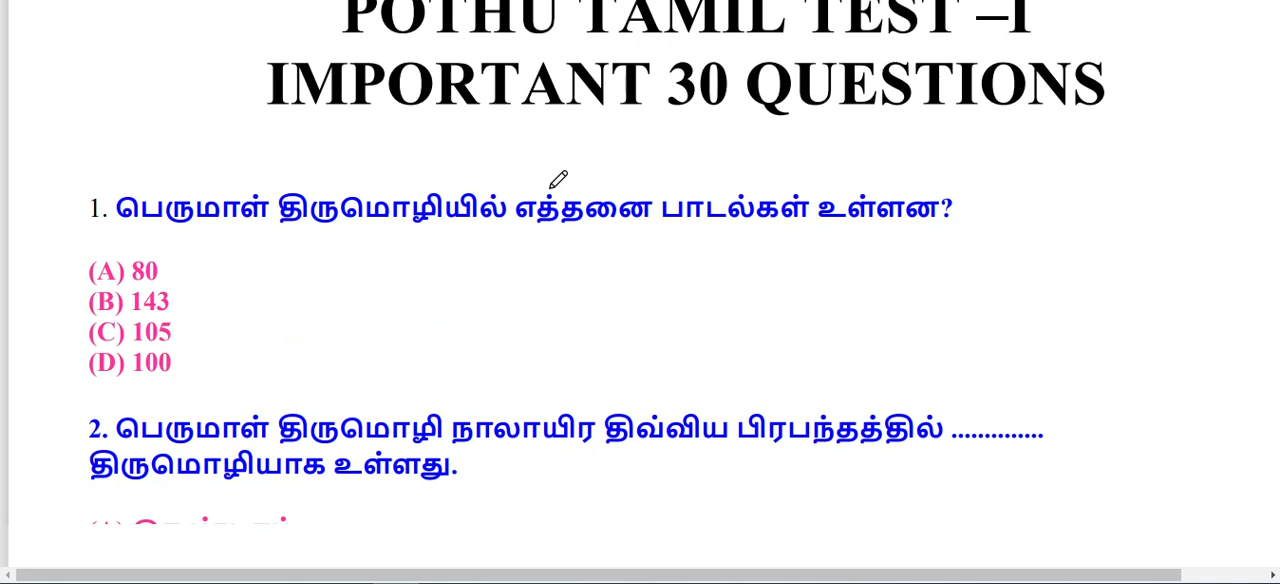 POTHU TAMIL TEST –I
IMPORTANT 30 QUESTIONS
1. பெருமாள் திருமொழியில் எத்தனை பாடல்கள் உள்ளன?
(A) 80
(B) 143
(C) 105
(D) 100
2. பெருமாள் திருமொழி நாலாயிர திவ்விய பிரபந்தத்தில் ..............
திருமொழியாக உள்ளது.